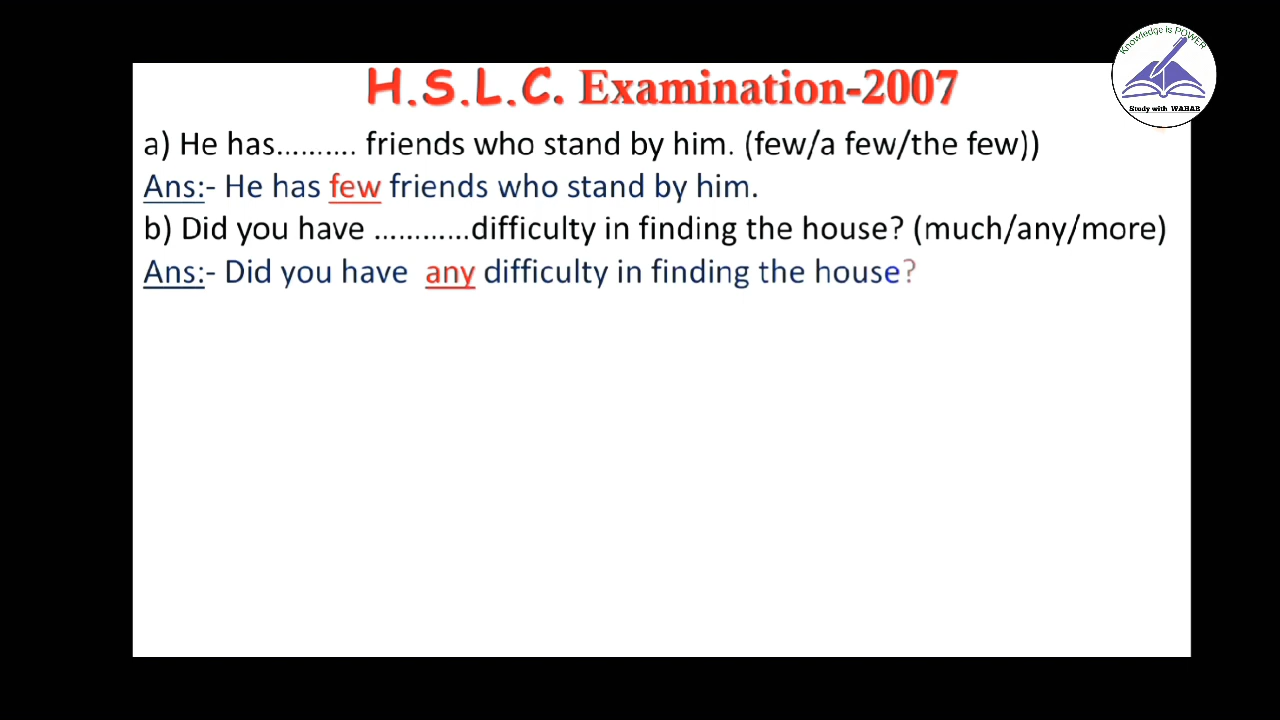 Knowledge is POWER
Study with WAHAB
H.S.L.C. Examination-2007
a) He has.......... friends who stand by him. (few/a few/the few))
Ans:- He has few friends who stand by him.
b) Did you have ............difficulty in finding the house? (much/any/more)
Ans:- Did you have any difficulty in finding the house?